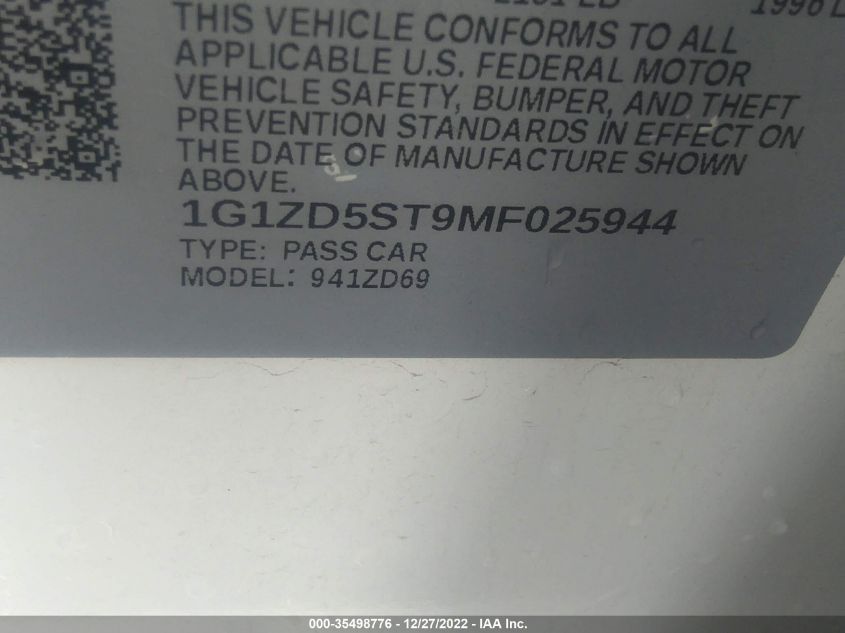 THIS VEHICLE CONFORMS TO ALL
APPLICABLE U.S. FEDERAL MOTOR
VEHICLE SAFETY, BUMPER, AND THEFT
PREVENTION STANDARDS IN EFFECT ON
THE DATE OF MANUFACTURE SHOWN
ABOVE.
1G1ZD5ST9MF025944
TYPE: PASS CAR
MODEL: 941ZD69
000-35498776 - 12/27/2022 - IAA Inc.